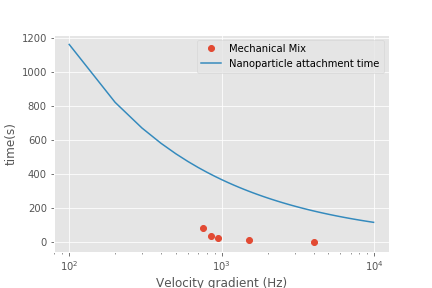 1200
1000
800
600
400
200
0
time(s)
Mechanical Mix
Nanoparticle attachment time
10²
10³
10⁴
Velocity gradient (Hz)